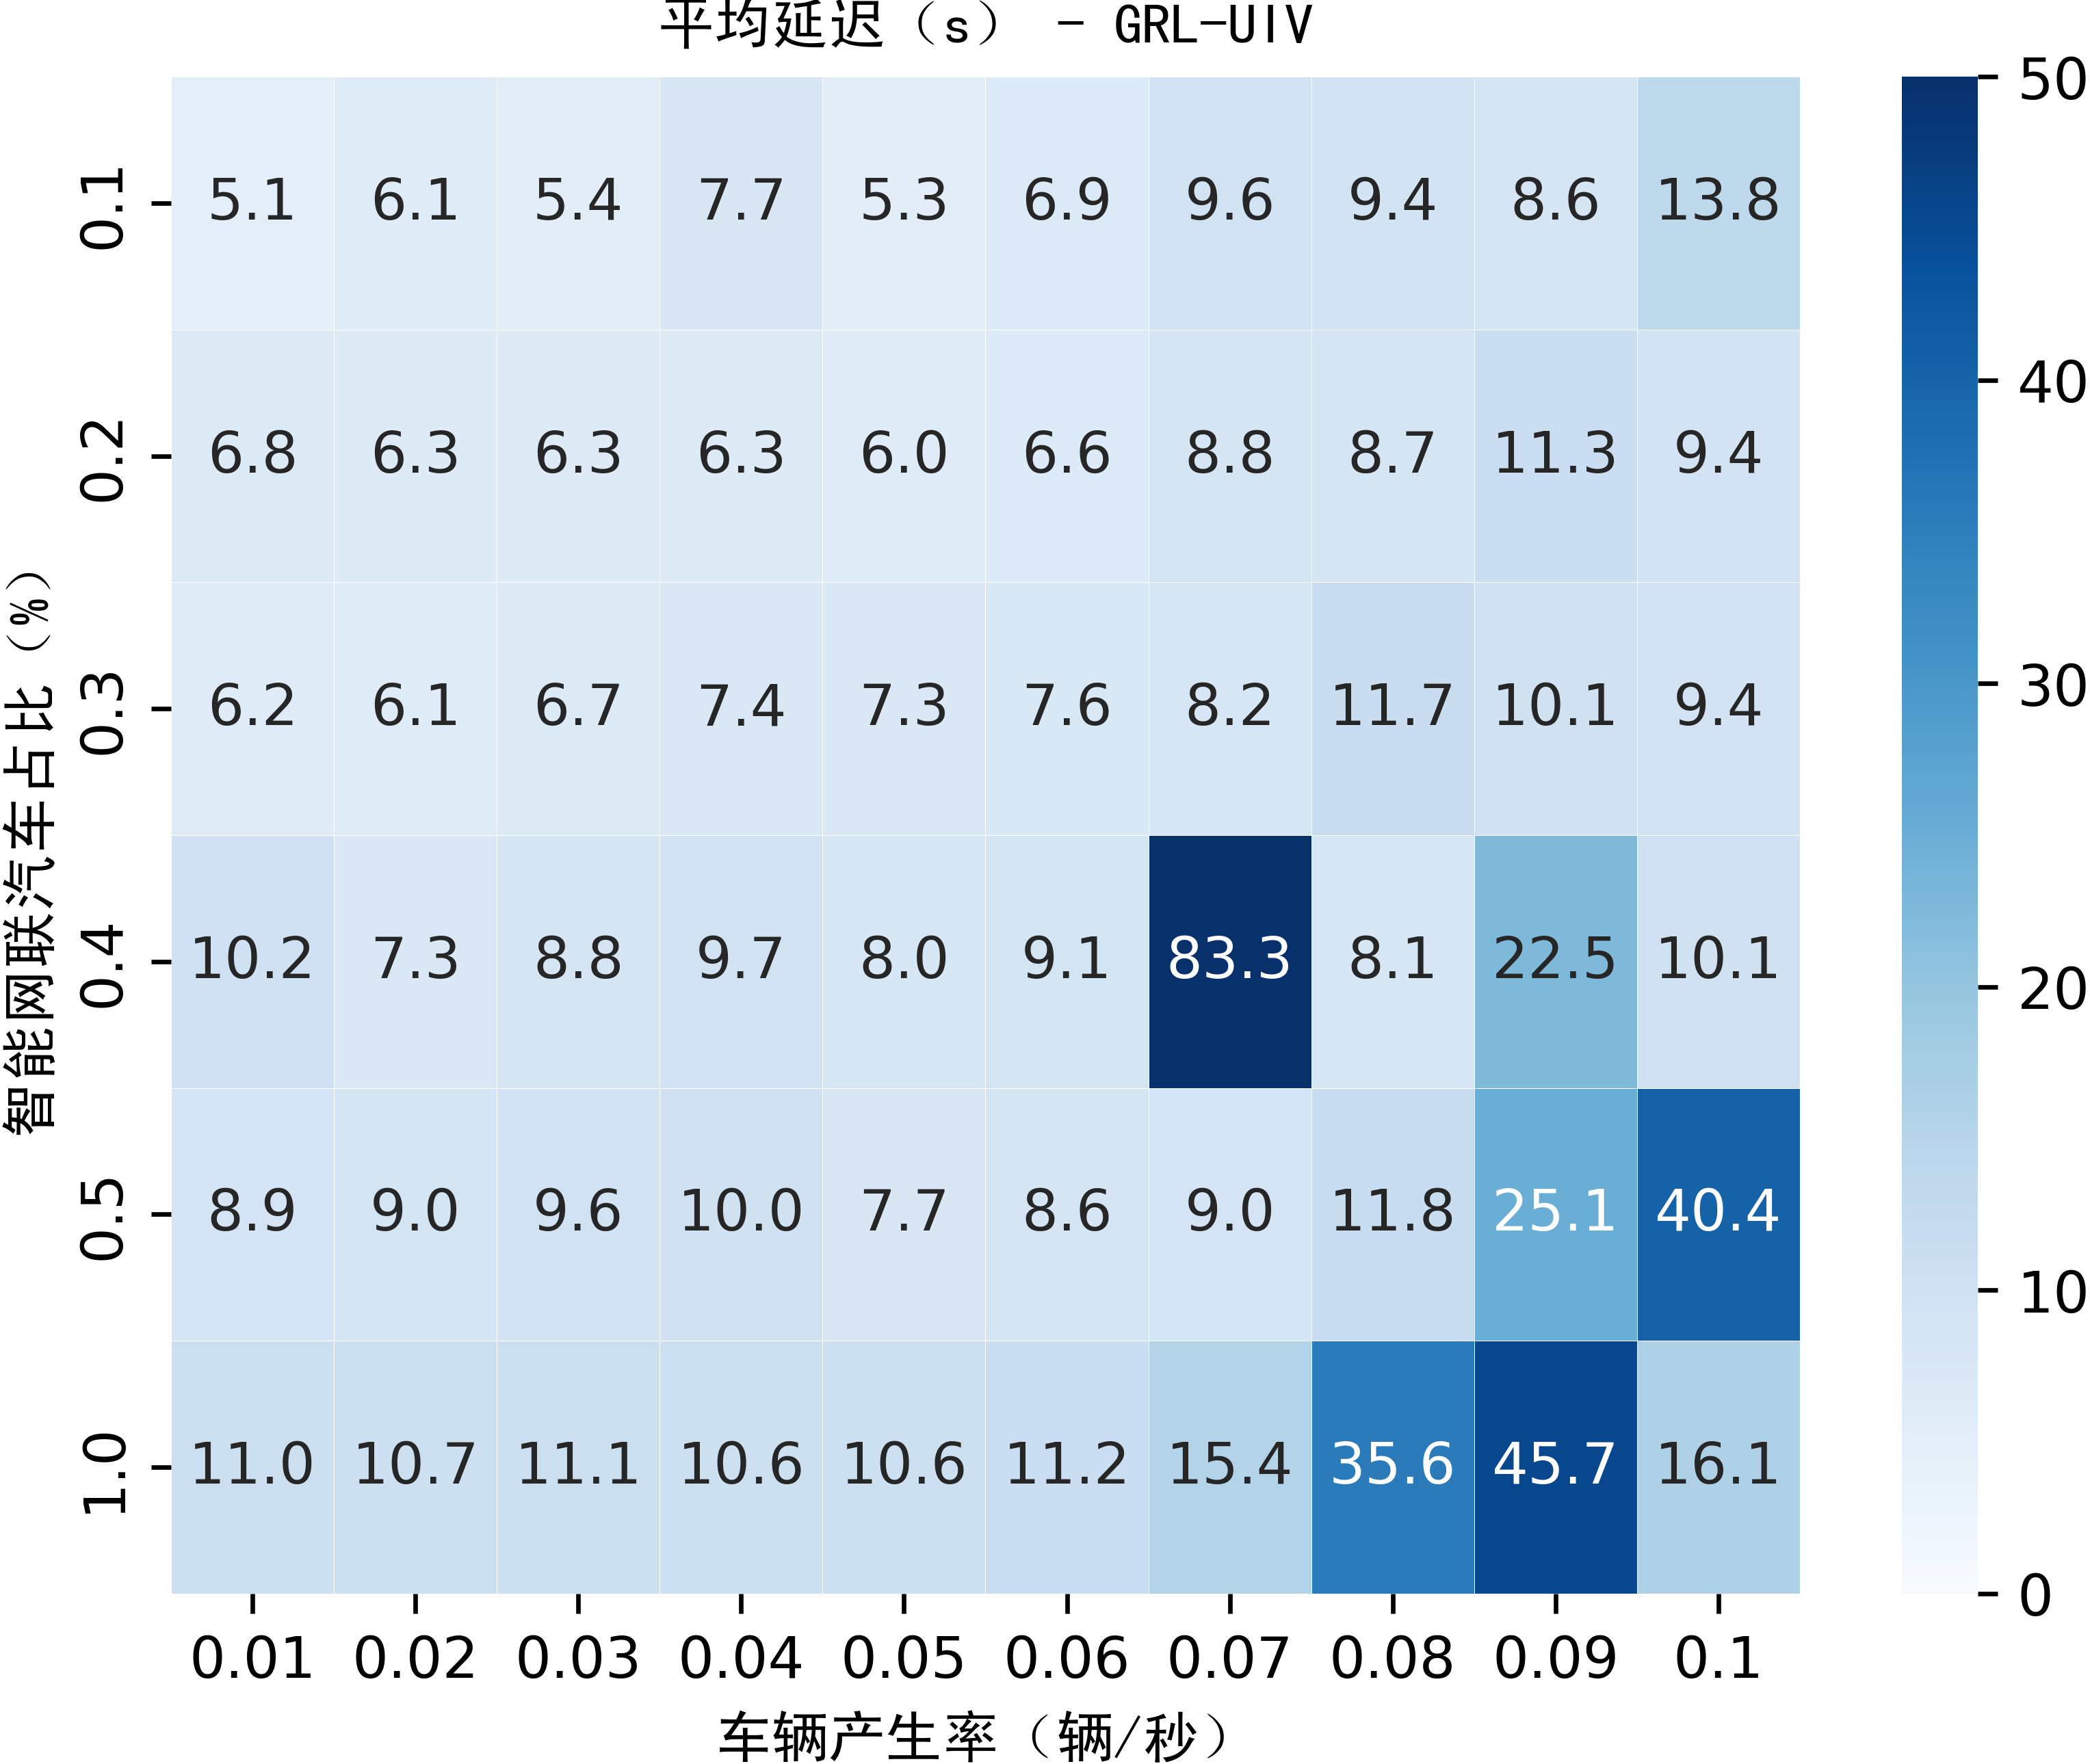 平均延迟（s） - GRL-UIV
智能网联汽车占比（%）
0.1 5.1 6.1 5.4 7.7 5.3 6.9 9.6 9.4 8.6 13.8
0.2 6.8 6.3 6.3 6.3 6.0 6.6 8.8 8.7 11.3 9.4
0.3 6.2 6.1 6.7 7.4 7.3 7.6 8.2 11.7 10.1 9.4
0.4 10.2 7.3 8.8 9.7 8.0 9.1 83.3 8.1 22.5 10.1
0.5 8.9 9.0 9.6 10.0 7.7 8.6 9.0 11.8 25.1 40.4
1.0 11.0 10.7 11.1 10.6 10.6 11.2 15.4 35.6 45.7 16.1
0.01 0.02 0.03 0.04 0.05 0.06 0.07 0.08 0.09 0.1
车辆产生率（辆/秒）
50
40
30
20
10
0